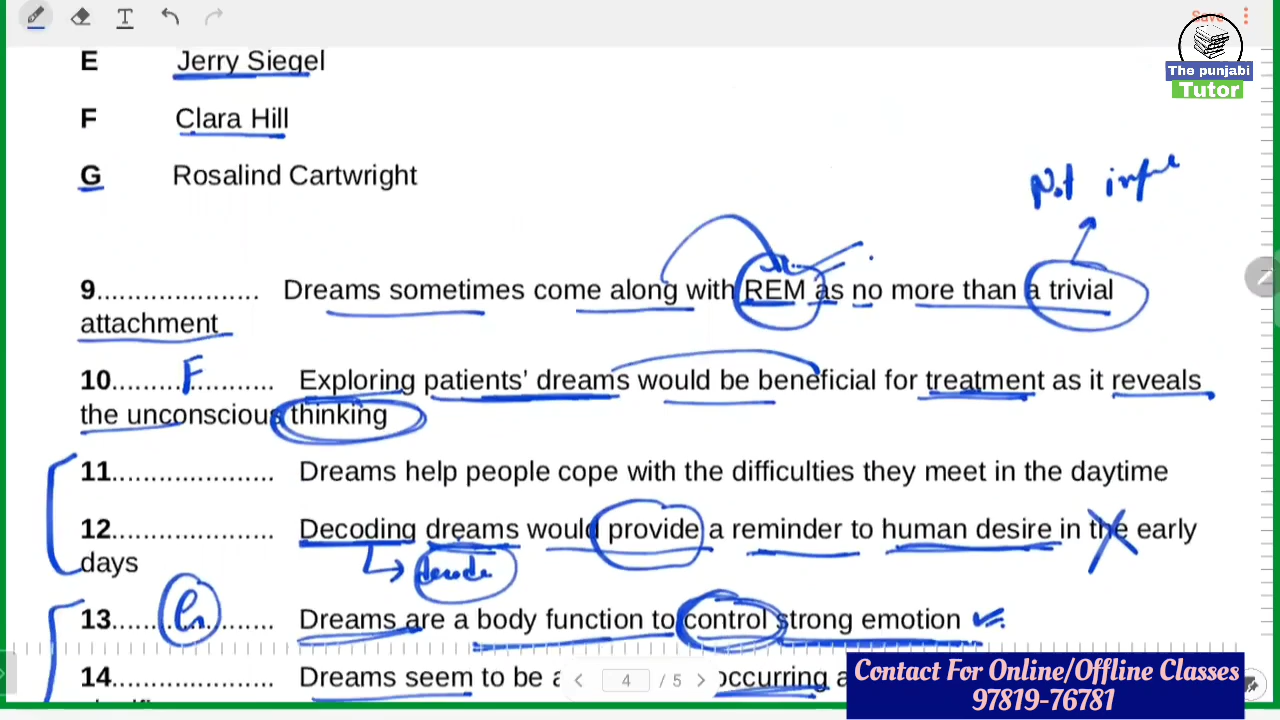 Save
The punjabi
Tutor
E Jerry Siegel
F Clara Hill
G Rosalind Cartwright
Not
9..................... Dreams sometimes come along with REM as no more than a trivial
attachment
10..................... Exploring patients' dreams would be beneficial for treatment as it reveals
F
the unconscious thinking
11..................... Dreams help people cope with the difficulties they meet in the daytime
12..................... Decoding dreams would provide a reminder to human desire in the early
days
decode
13..................... Dreams are a body function to control strong emotion
14..................... Dreams seem to be occurring
4 / 5
Contact For Online/Offline Classes
97819-76781